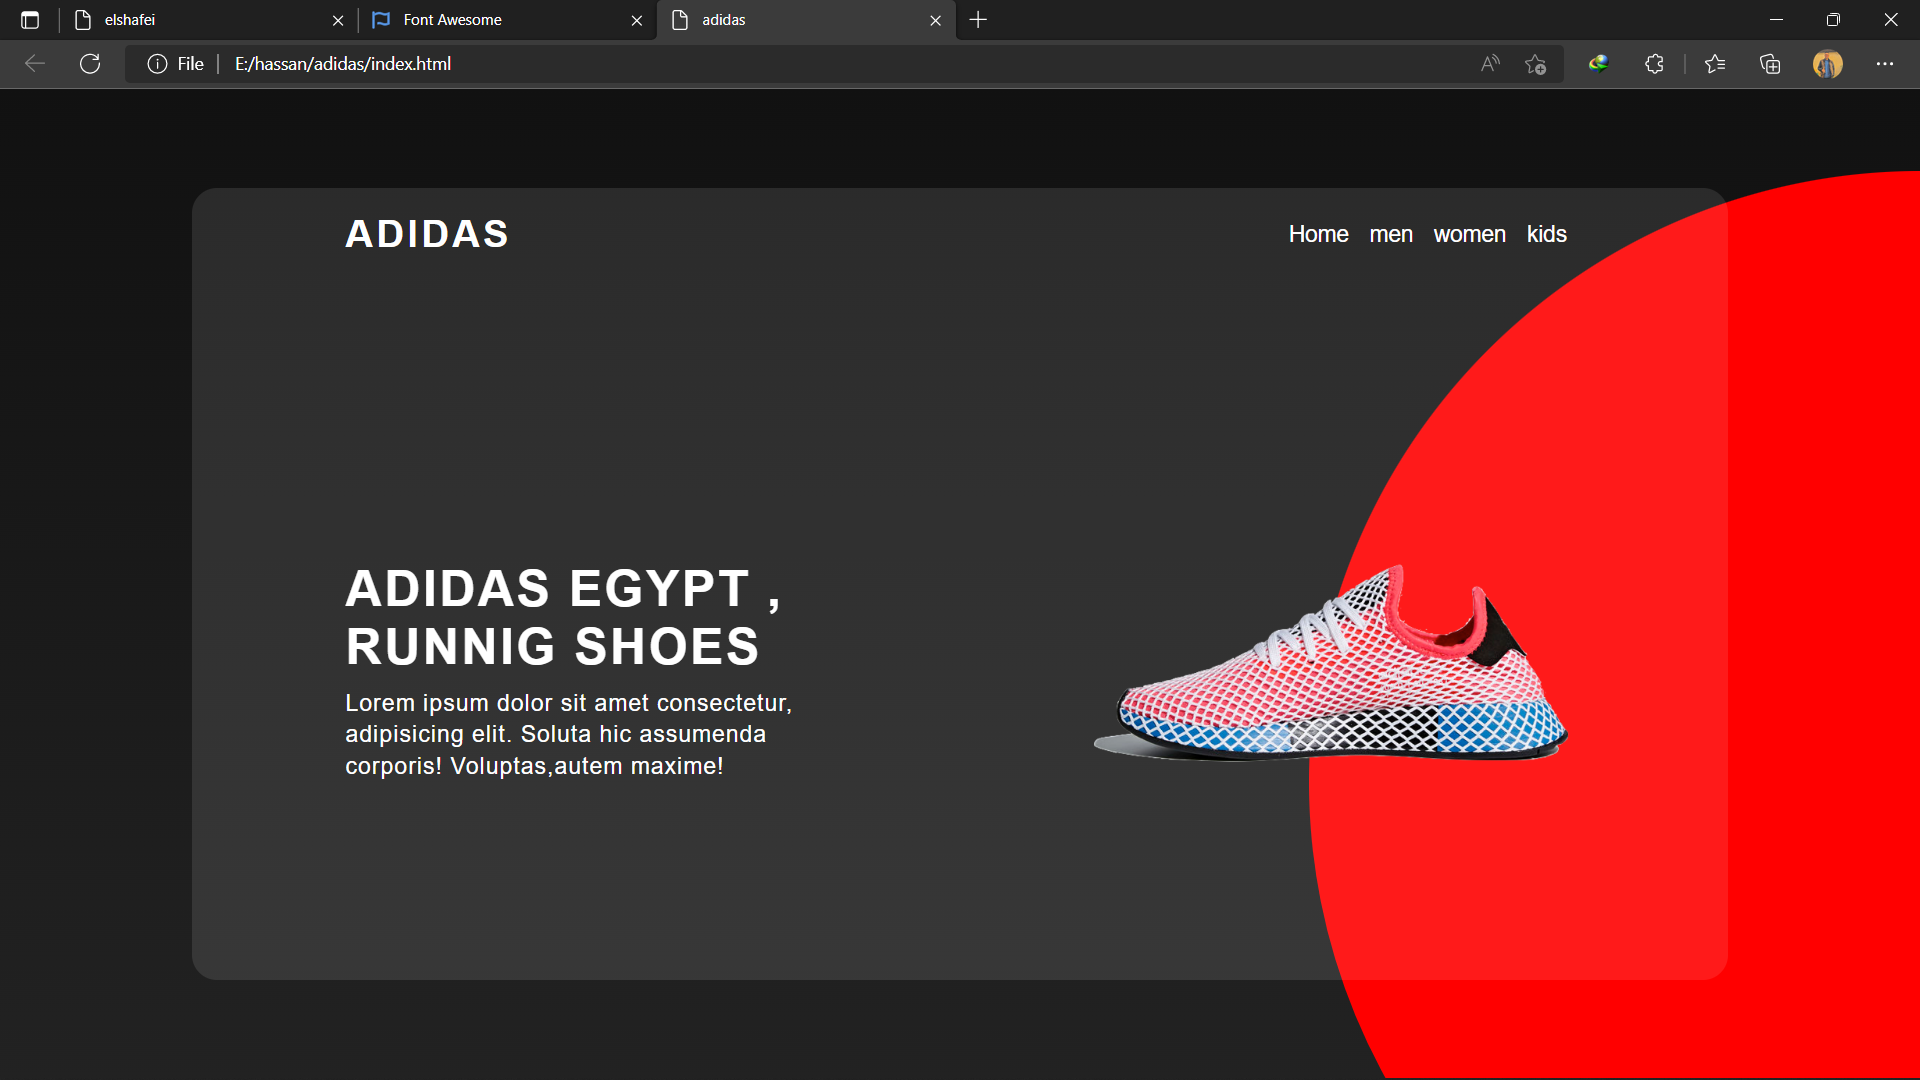 elshafei
Font Awesome
adidas
File
E:/hassan/adidas/index.html
ADIDAS
Home men women kids
ADIDAS EGYPT ,
RUNNIG SHOES
Lorem ipsum dolor sit amet consectetur,
adipisicing elit. Soluta hic assumenda
corporis! Voluptas,autem maxime!